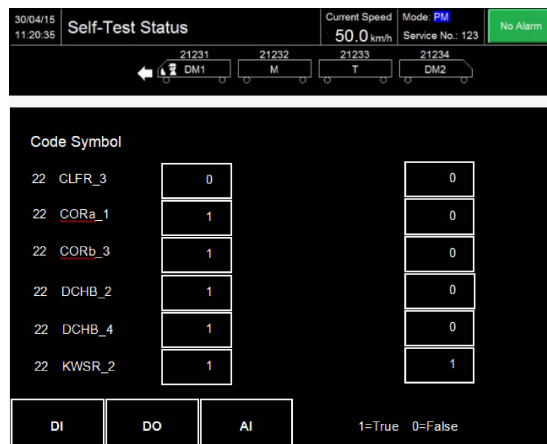 30/04/15
11:20:35
Self-Test Status
Current Speed
50.0 km/h
Mode: PM
Service No.: 123
No Alarm
21231 21232 21233 21234
DM1 M T DM2
Code Symbol
22 CLFR_3 0 0
22 CORa_1 1 0
22 CORb_3 1 0
22 DCHB_2 1 0
22 DCHB_4 1 0
22 KWSR_2 1 1
DI DO AI 1=True 0=False